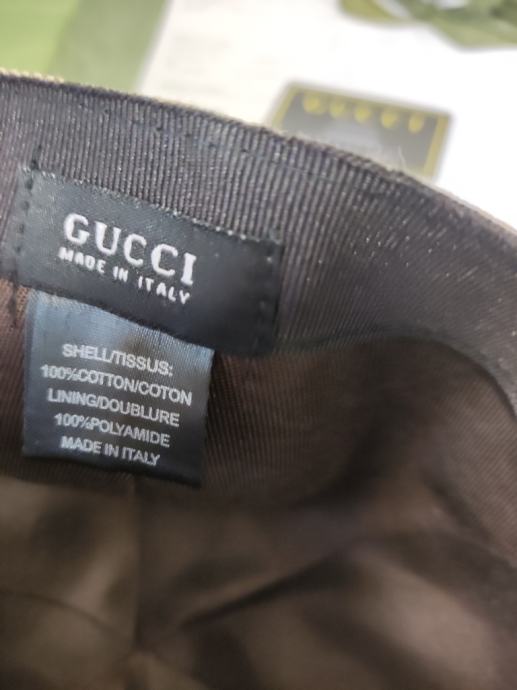 GUCCI
MADE IN ITALY
SHELL/TISSUS:
100%COTTON/COTON
LINING/DOUBLURE
100%POLYAMIDE
MADE IN ITALY